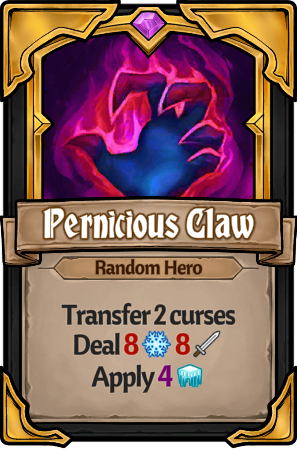 Pernicious Claw
Random Hero
Transfer 2 curses
Deal 8 8
Apply 4